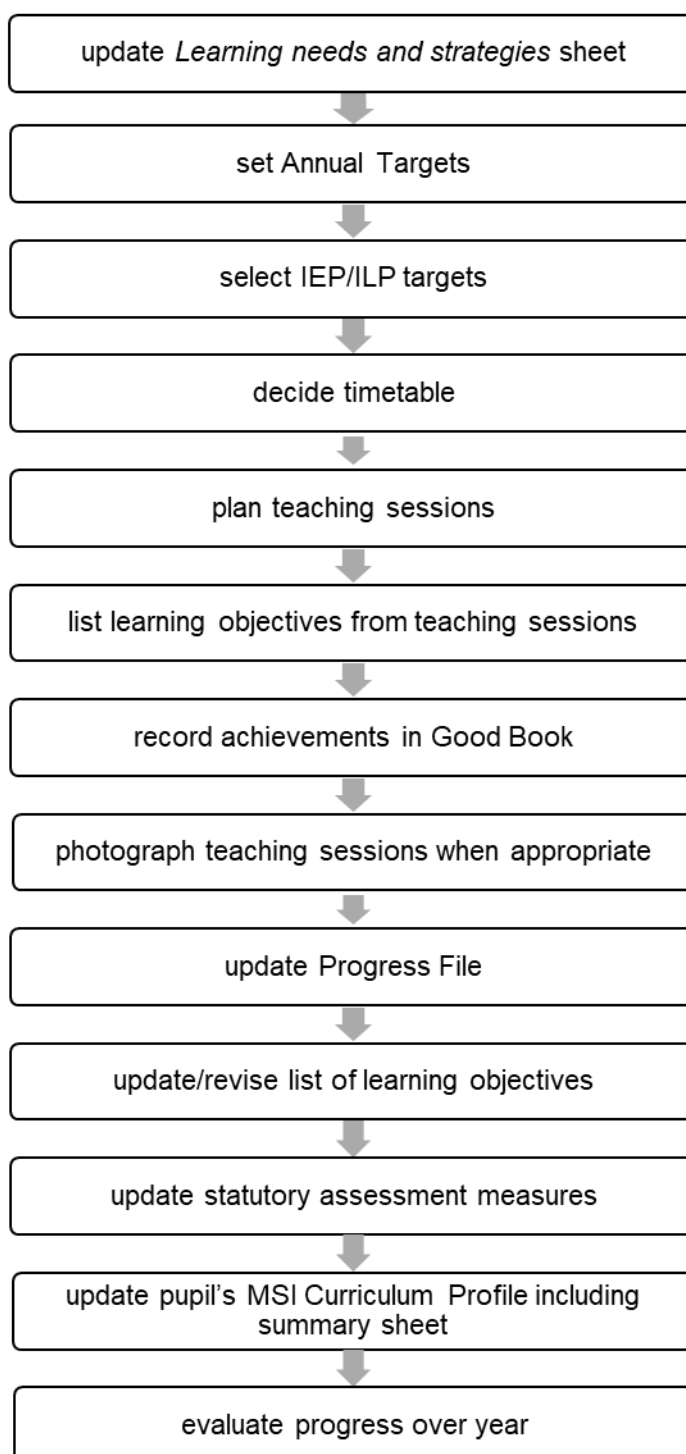 update Learning needs and strategies sheet
set Annual Targets
select IEP/ILP targets
decide timetable
plan teaching sessions
list learning objectives from teaching sessions
record achievements in Good Book
photograph teaching sessions when appropriate
update Progress File
update/revise list of learning objectives
update statutory assessment measures
update pupil’s MSI Curriculum Profile including
summary sheet
evaluate progress over year